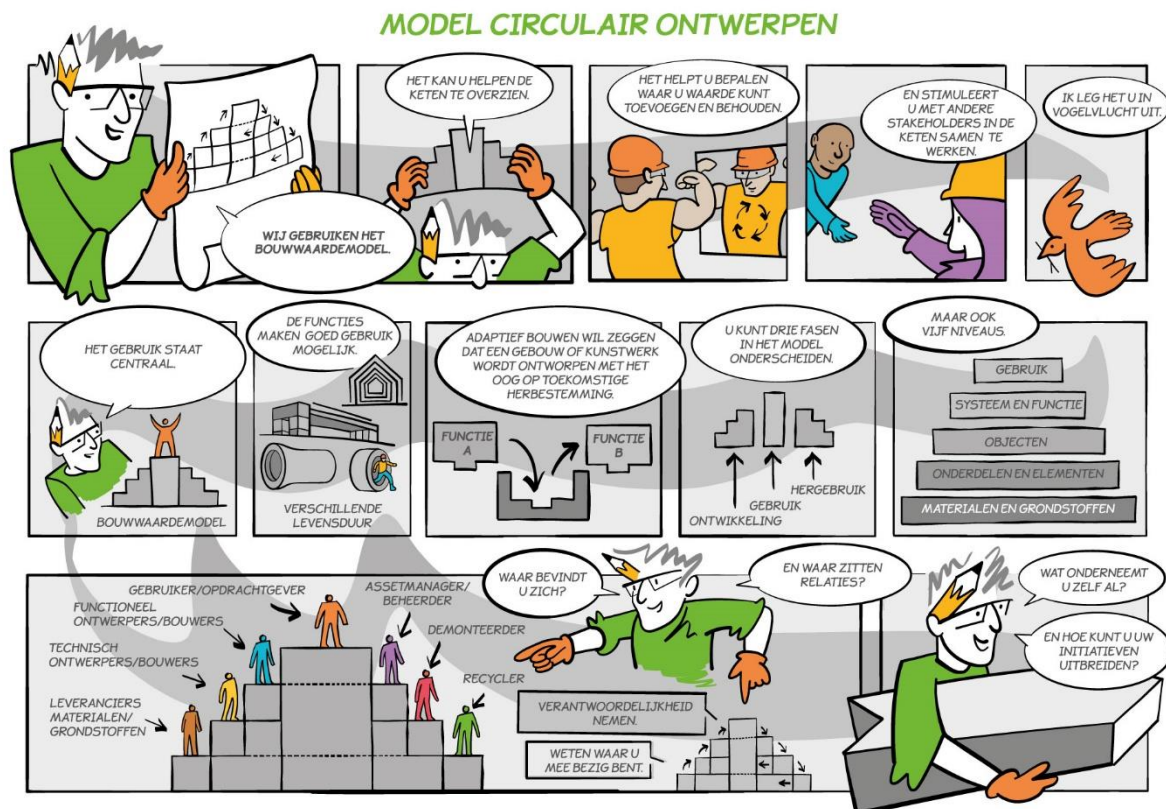 MODEL CIRCULAIR ONTWERPEN
WIJ GEBRUIKEN HET
BOUWWAARDEMODEL.
HET KAN U HELPEN DE
KETEN TE OVERZIEN.
HET HELPT U BEPALEN
WAAR U WAARDE KUNT
TOEVOEGEN EN BEHOUDEN.
EN STIMULEERT
U MET ANDERE
STAKEHOLDERS IN DE
KETEN SAMEN TE
WERKEN.
IK LEG HET U IN
VOGELVLUCHT UIT.
HET GEBRUIK STAAT
CENTRAAL.
BOUWWAARDEMODEL
DE FUNCTIES
MAKEN GOED GEBRUIK
MOGELIJK.
VERSCHILLENDE
LEVENSDUUR
ADAPTIEF BOUWEN WIL ZEGGEN
DAT EEN GEBOUW OF KUNSTWERK
WORDT ONTWORPEN MET HET
OOG OP TOEKOMSTIGE
HERBESTEMMING.
FUNCTIE
A
FUNCTIE
B
U KUNT DRIE FASEN
IN HET MODEL
ONDERSCHEIDEN.
HERGEBRUIK
GEBRUIK
ONTWIKKELING
MAAR OOK
VIJF NIVEAUS.
GEBRUIK
SYSTEEM EN FUNCTIE
OBJECTEN
ONDERDELEN EN ELEMENTEN
MATERIALEN EN GRONDSTOFFEN
GEBRUIKER/OPDRACHTGEVER
FUNCTIONEEL
ONTWERPERS/BOUWERS
TECHNISCH
ONTWERPERS/BOUWERS
LEVERANCIERS
MATERIALEN/
GRONDSTOFFEN
ASSETMANAGER/
BEHEERDER
DEMONTEERDER
RECYCLER
WAAR BEVINDT
U ZICH?
EN WAAR ZITTEN
RELATIES?
VERANTWOORDELIJKHEID
NEMEN.
WETEN WAAR U
MEE BEZIG BENT.
WAT ONDERNEEMT
U ZELF AL?
EN HOE KUNT U UW
INITIATIEVEN
UITBREIDEN?